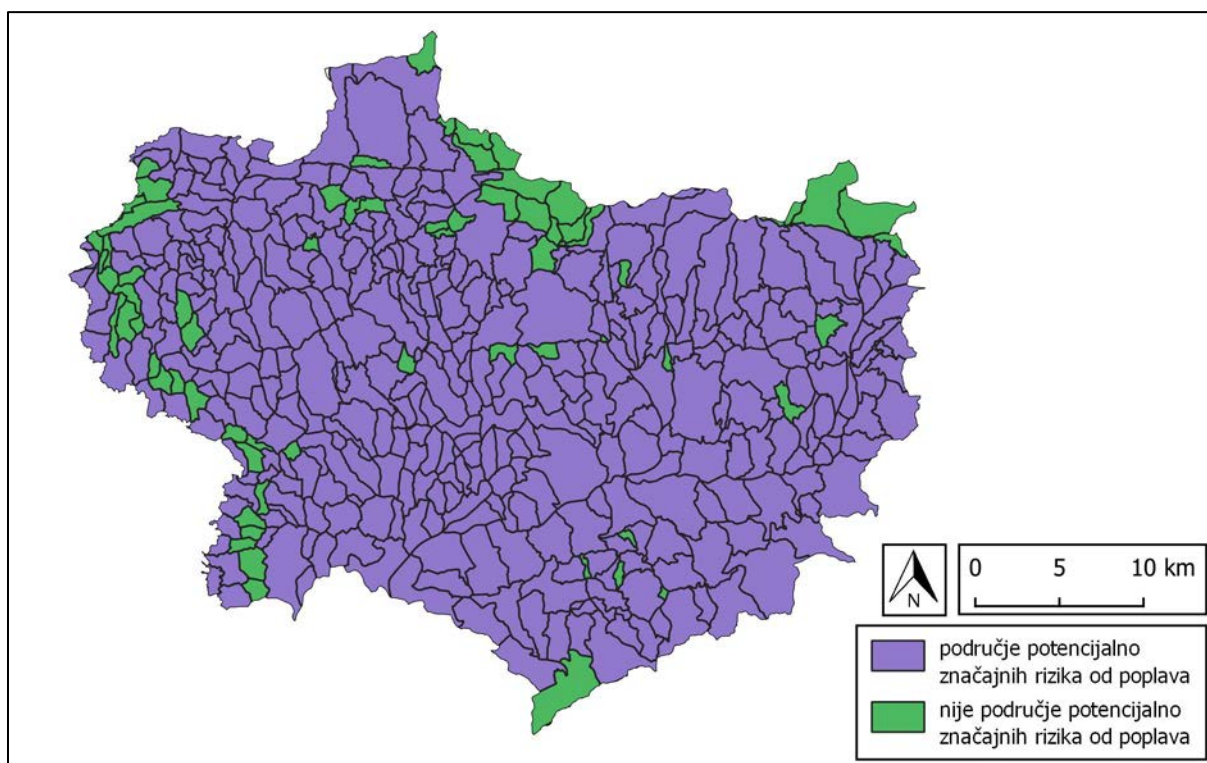 N
0 5 10 km
područje potencijalno
značajnih rizika od poplava
nije područje potencijalno
značajnih rizika od poplava